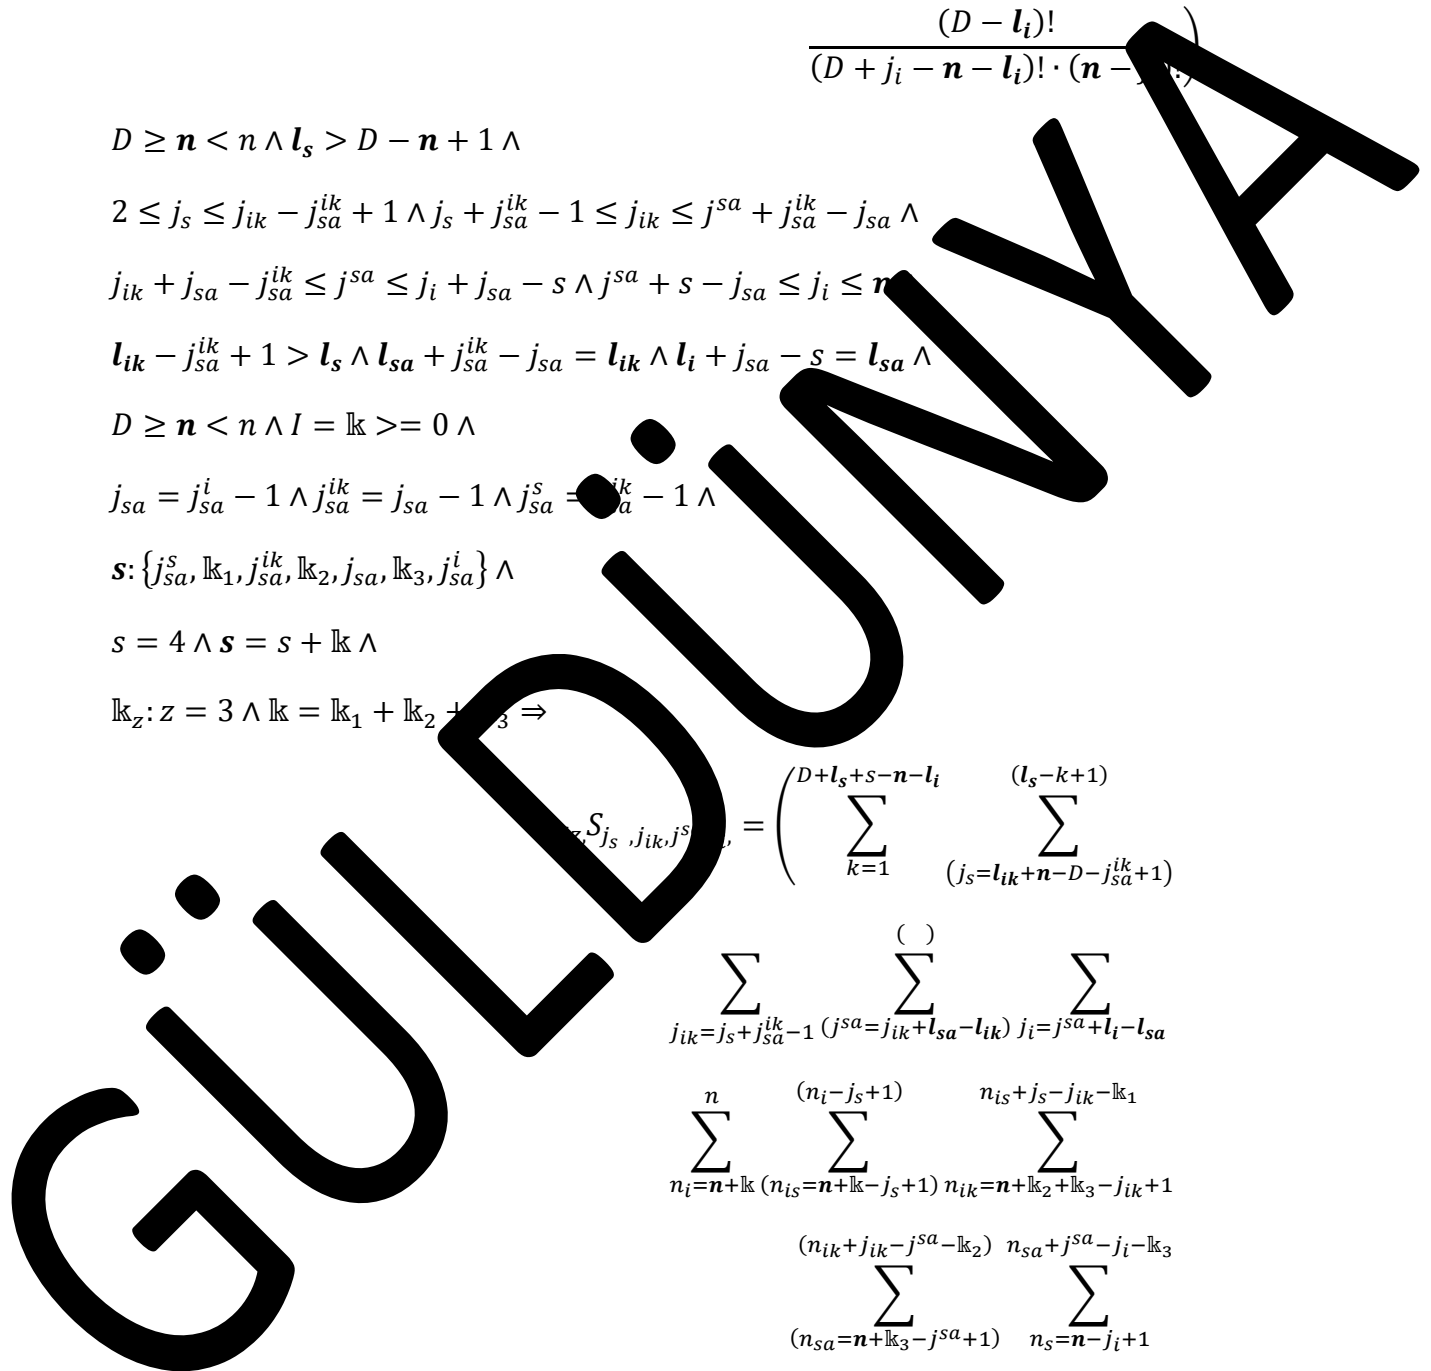 (D − l_i)!
(D + j_i − n − l_i)! · (n −
D ≥ n < n ∧ l_s > D − n + 1 ∧
2 ≤ j_s ≤ j_ik − j_sa^ik + 1 ∧ j_s + j_sa^ik − 1 ≤ j_ik ≤ j^sa + j_sa^ik − j_sa ∧
j_ik + j_sa − j_sa^ik ≤ j^sa ≤ j_i + j_sa − s ∧ j^sa + s − j_sa ≤ j_i ≤ n
l_ik − j_sa^ik + 1 > l_s ∧ l_sa + j_sa^ik − j_sa = l_ik ∧ l_i + j_sa − s = l_sa ∧
D ≥ n < n ∧ I = 𝕜 >= 0 ∧
j_sa = j_sa^i − 1 ∧ j_sa^ik = j_sa − 1 ∧ j_sa^s = − 1 ∧
s: {j_sa^s, 𝕜_1, j_sa^ik, 𝕜_2, j_sa, 𝕜_3, j_sa^i} ∧
s = 4 ∧ s = s + 𝕜 ∧
𝕜_z: z = 3 ∧ 𝕜 = 𝕜_1 + 𝕜_2 + _3 ⇒
D+l_s+s−n−l_i (l_s−k+1)
S_{j_s ,j_ik,j^s = ( ∑ ∑
k=1 (j_s=l_ik+n−D−j_sa^ik+1)
( )
∑ ∑ ∑
j_ik=j_s+j_sa^ik−1 (j^sa=j_ik+l_sa−l_ik) j_i=j^sa+l_i−l_sa
n (n_i−j_s+1) n_is+j_s−j_ik−𝕜_1
∑ ∑ ∑
n_i=n+𝕜 (n_is=n+𝕜−j_s+1) n_ik=n+𝕜_2+𝕜_3−j_ik+1
(n_ik+j_ik−j^sa−𝕜_2) n_sa+j^sa−j_i−𝕜_3
∑ ∑
(n_sa=n+𝕜_3−j^sa+1) n_s=n−j_i+1
GÜLDÜNYA